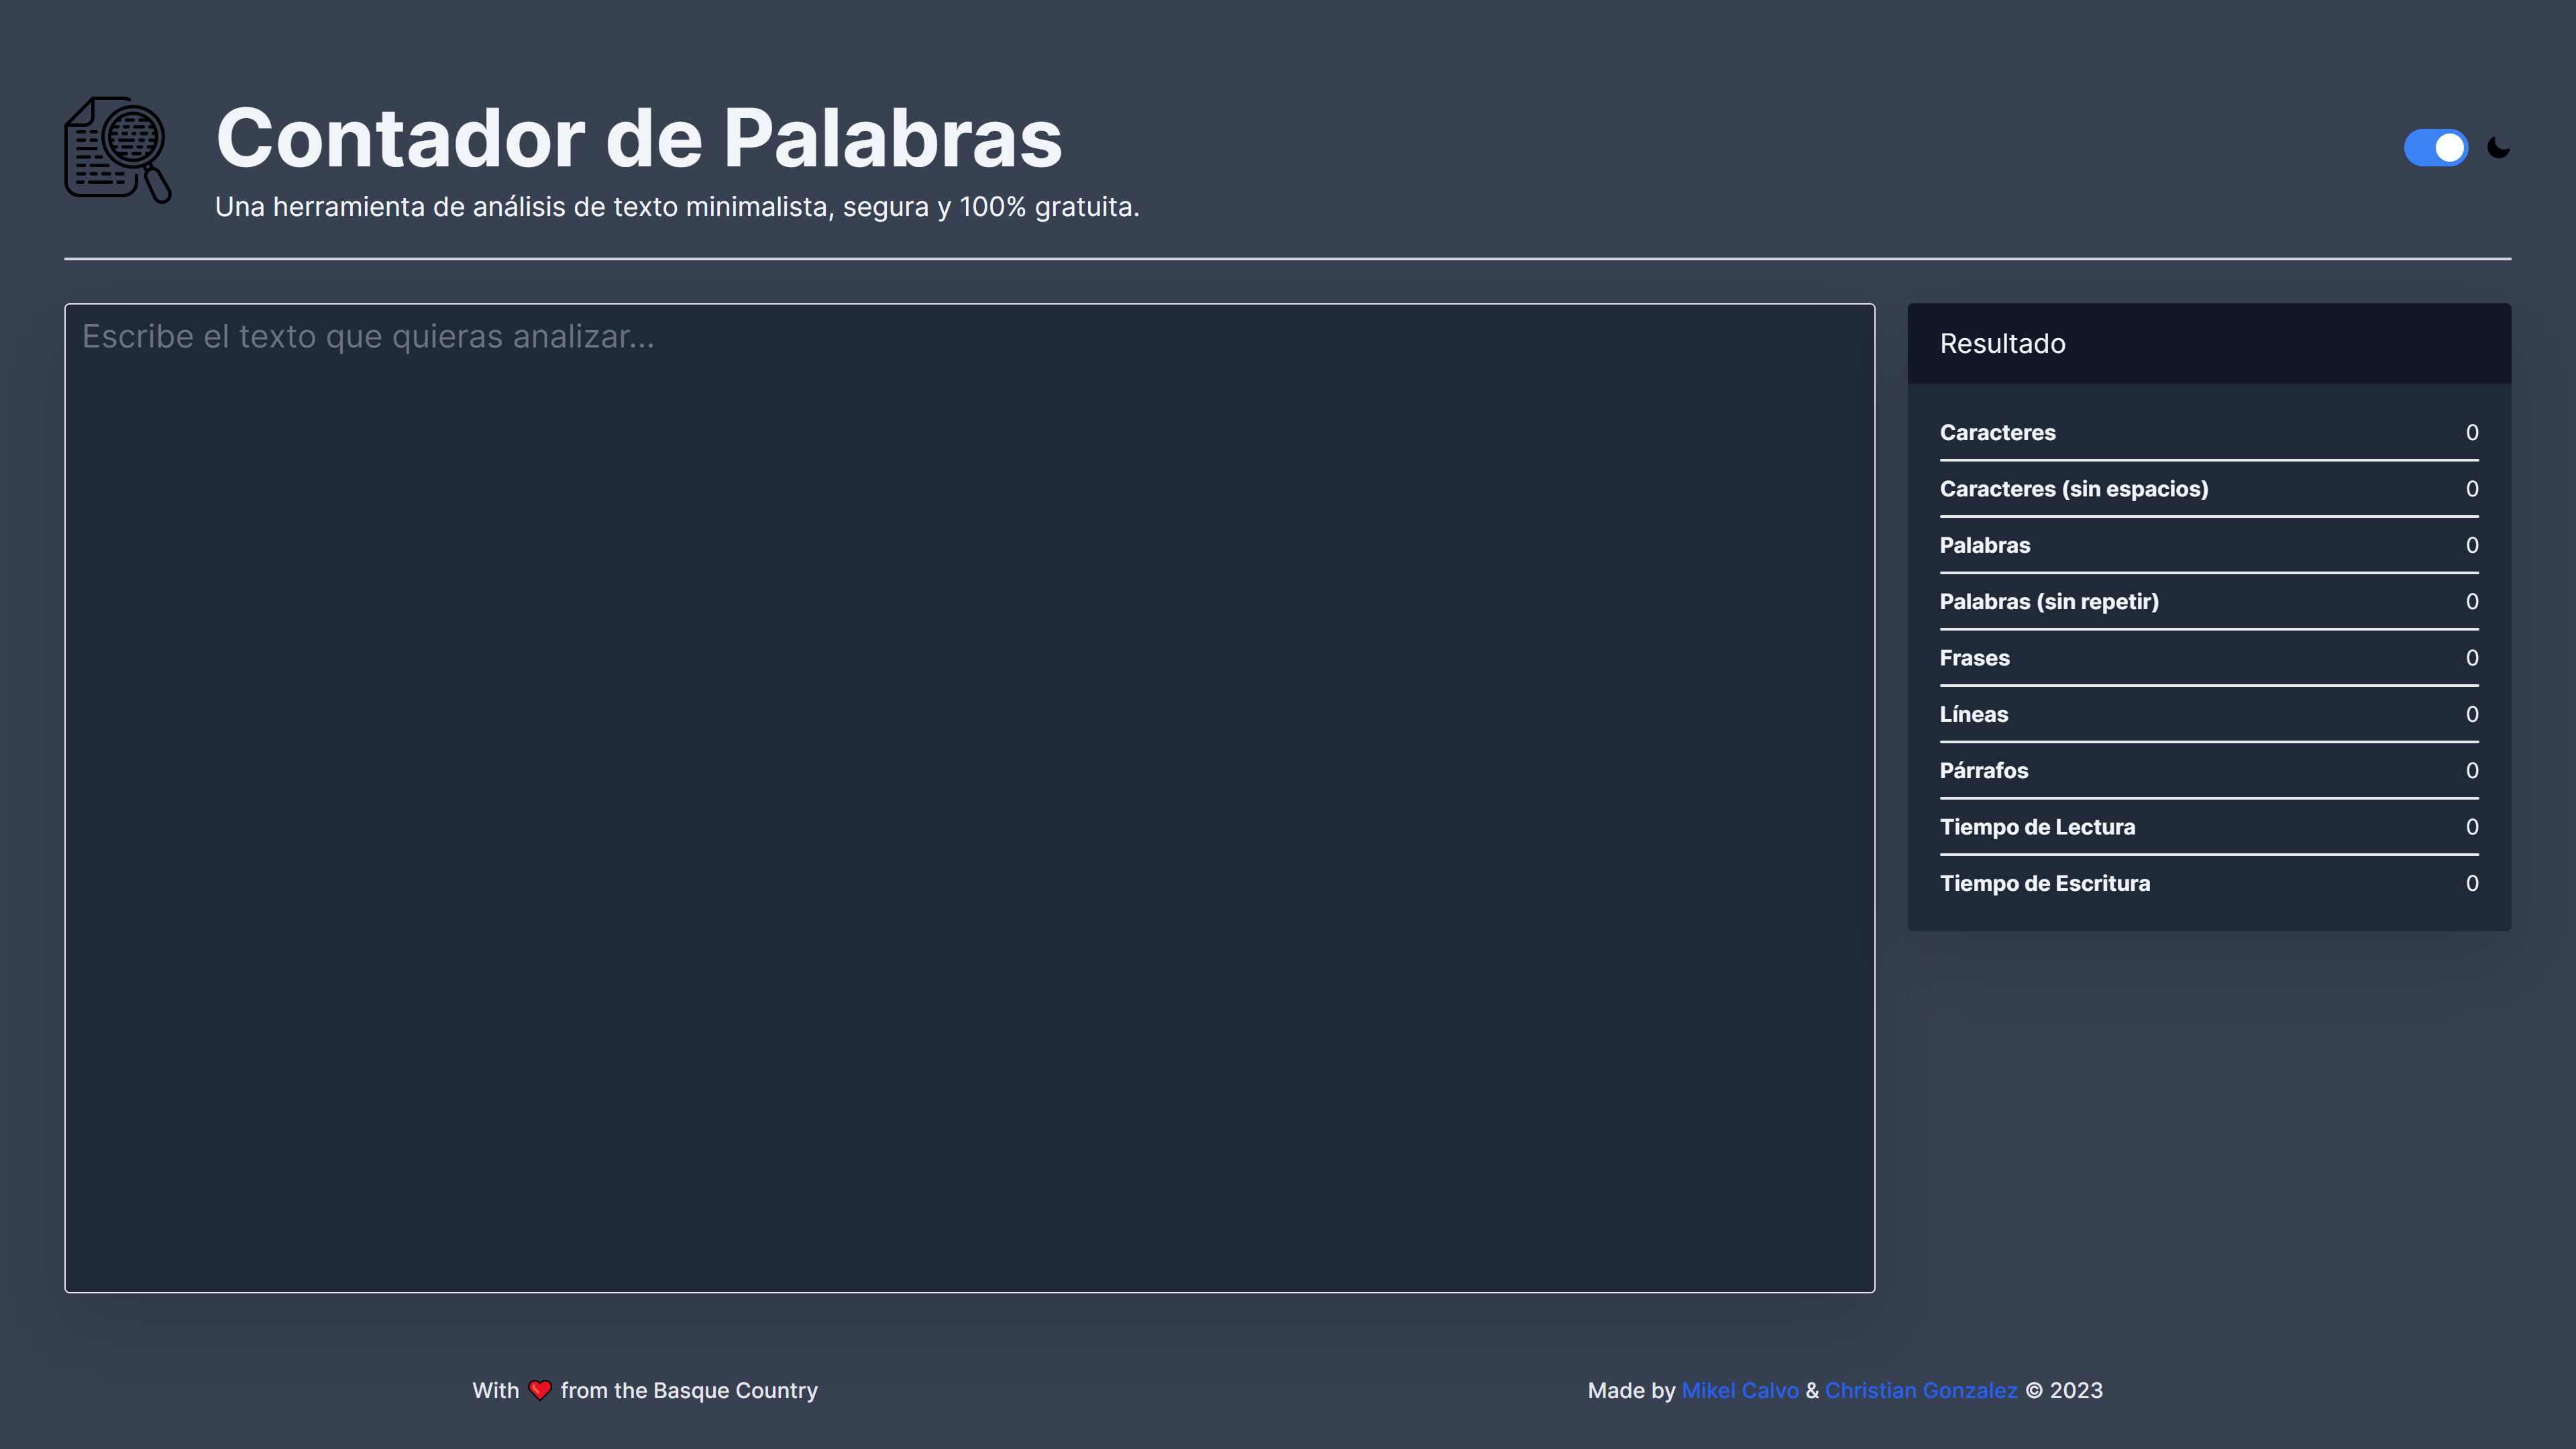 Contador de Palabras
Una herramienta de análisis de texto minimalista, segura y 100% gratuita.
Escribe el texto que quieras analizar...
Resultado
Caracteres 0
Caracteres (sin espacios) 0
Palabras 0
Palabras (sin repetir) 0
Frases 0
Líneas 0
Párrafos 0
Tiempo de Lectura 0
Tiempo de Escritura 0
With ❤️ from the Basque Country
Made by Mikel Calvo & Christian Gonzalez © 2023